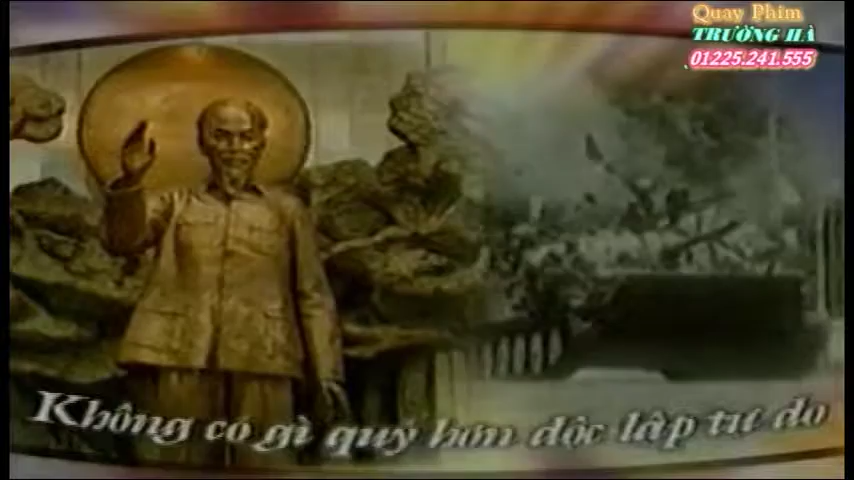 Quay Phim
TRƯỜNG HÀ
01225.241.555
Không có gì quý hơn độc lập tự do